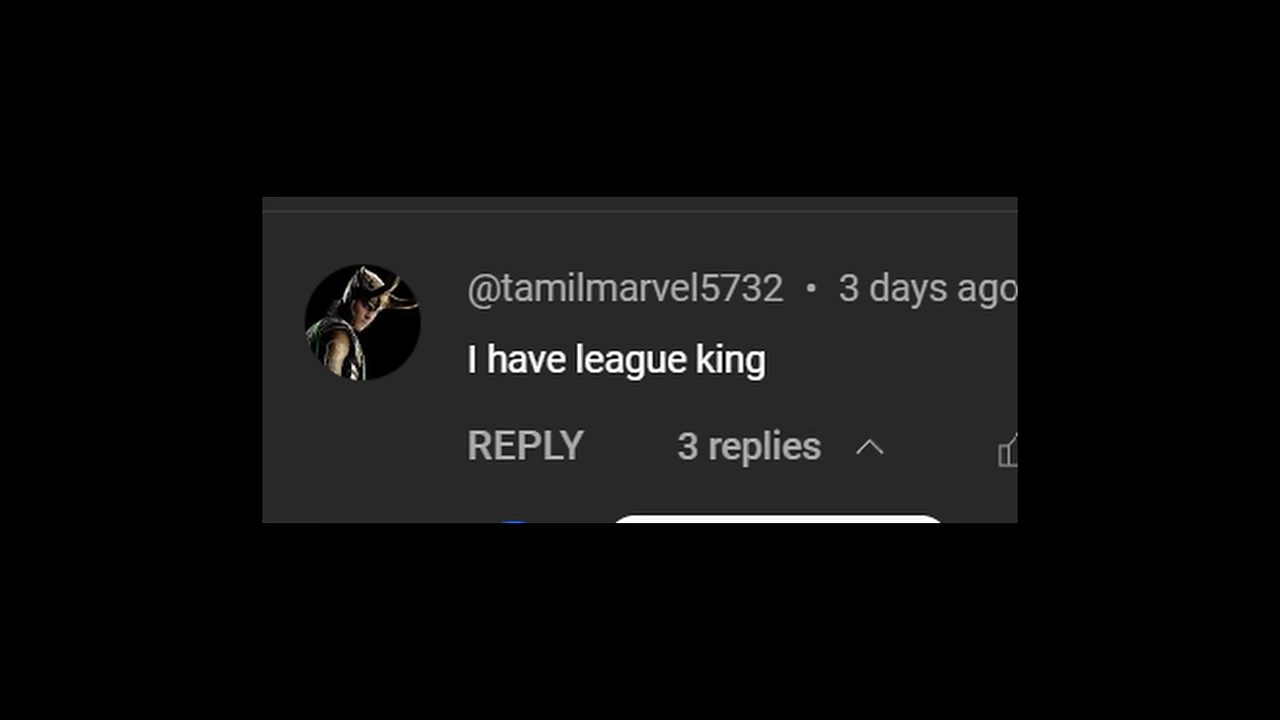 @tamilmarvel5732 • 3 days ago
I have league king
REPLY 3 replies